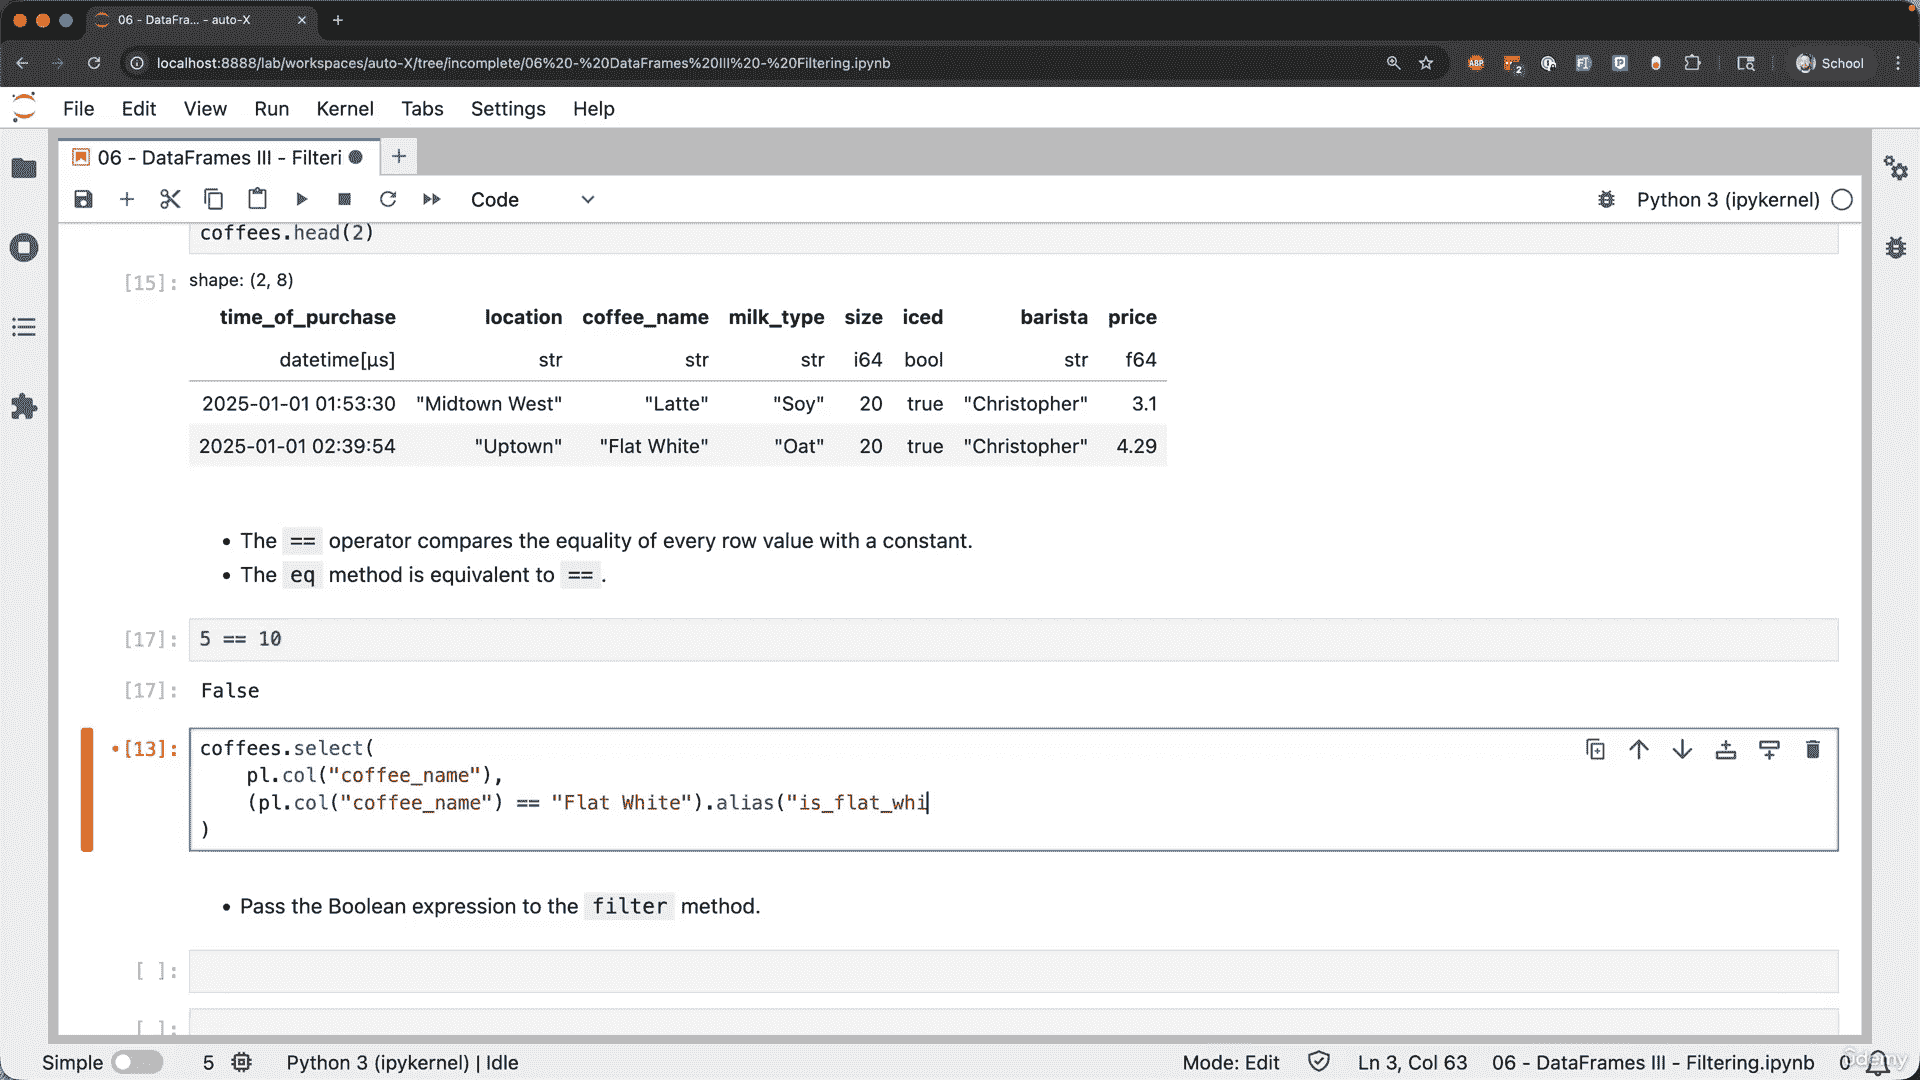 06 - DataFra... - auto-X
localhost:8888/lab/workspaces/auto-X/tree/incomplete/06%20-%20DataFrames%20III%20-%20Filtering.ipynb
ABP
2
School
File Edit View Run Kernel Tabs Settings Help
06 - DataFrames III - Filteri
Code
Python 3 (ipykernel)
coffees.head(2)
[15]: shape: (2, 8)
time_of_purchase location coffee_name milk_type size iced barista price
datetime[μs] str str str i64 bool str f64
2025-01-01 01:53:30 "Midtown West" "Latte" "Soy" 20 true "Christopher" 3.1
2025-01-01 02:39:54 "Uptown" "Flat White" "Oat" 20 true "Christopher" 4.29
• The == operator compares the equality of every row value with a constant.
• The eq method is equivalent to ==.
[17]: 5 == 10
[17]: False
•[13]: coffees.select(
pl.col("coffee_name"),
(pl.col("coffee_name") == "Flat White").alias("is_flat_whi
)
• Pass the Boolean expression to the filter method.
[ ]:
[ ]:
Simple 5 Python 3 (ipykernel) | Idle Mode: Edit Ln 3, Col 63 06 - DataFrames III - Filtering.ipynb 0
Udemy